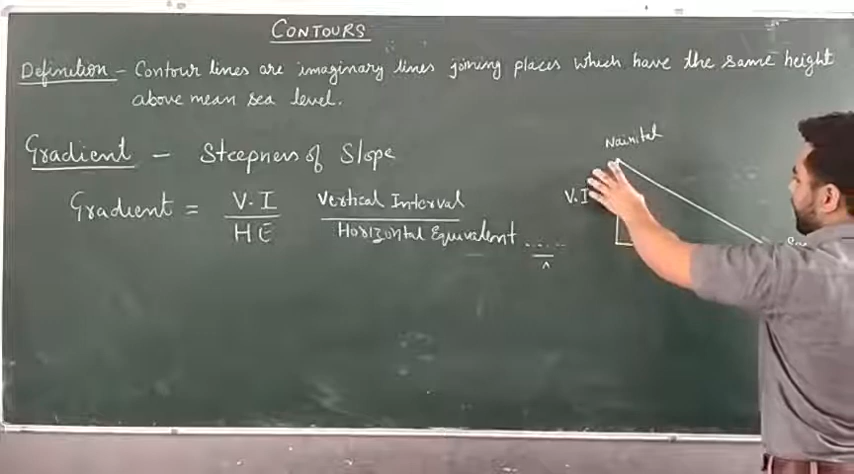 CONTOURS
Definition - Contour lines are imaginary lines joining places which have the same height
above mean sea level.
Gradient - Steepness of Slope
Nainital
Gradient = V.I / HE Vertical Interval / Horizontal Equivalent
V.I